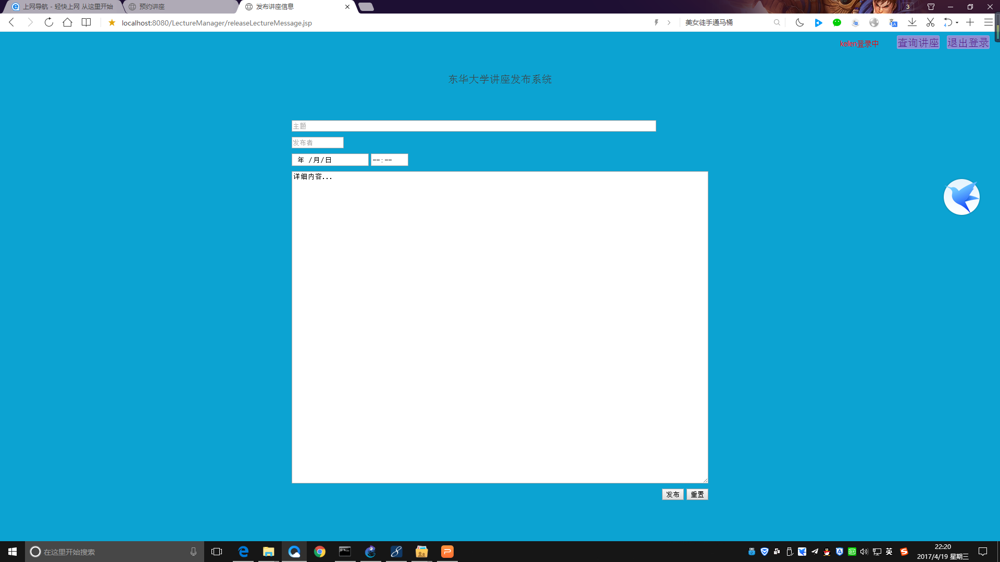 上网导航 - 轻快上网 从这里开始
预约讲座
发布讲座信息
3
localhost:8080/LectureManager/releaseLectureMessage.jsp
美女徒手通马桶
4
kellen登录中
查询讲座
退出登录
东华大学讲座发布系统
主题
发布者
年 /月/日
--:--
详细内容...
发布
重置
在这里开始搜索
英
22:20
2017/4/19 星期三